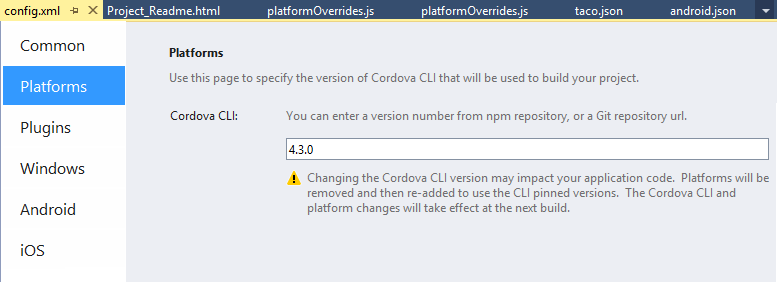 config.xml Project_Readme.html platformOverrides.js platformOverrides.js taco.json android.json
Common
Platforms
Plugins
Windows
Android
iOS
Platforms
Use this page to specify the version of Cordova CLI that will be used to build your project.
Cordova CLI: You can enter a version number from npm repository, or a Git repository url.
4.3.0
Changing the Cordova CLI version may impact your application code. Platforms will be
removed and then re-added to use the CLI pinned versions. The Cordova CLI and
platform changes will take effect at the next build.